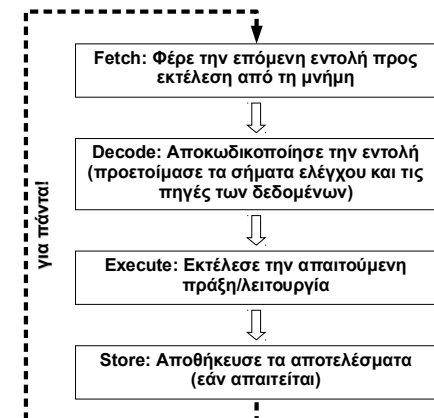 Fetch: Φέρε την επόμενη εντολή προς
εκτέλεση από τη μνήμη
Decode: Αποκωδικοποίησε την εντολή
(προετοίμασε τα σήματα ελέγχου και τις
πηγές των δεδομένων)
για πάντα!
Execute: Εκτέλεσε την απαιτούμενη
πράξη/λειτουργία
Store: Αποθήκευσε τα αποτελέσματα
(εάν απαιτείται)